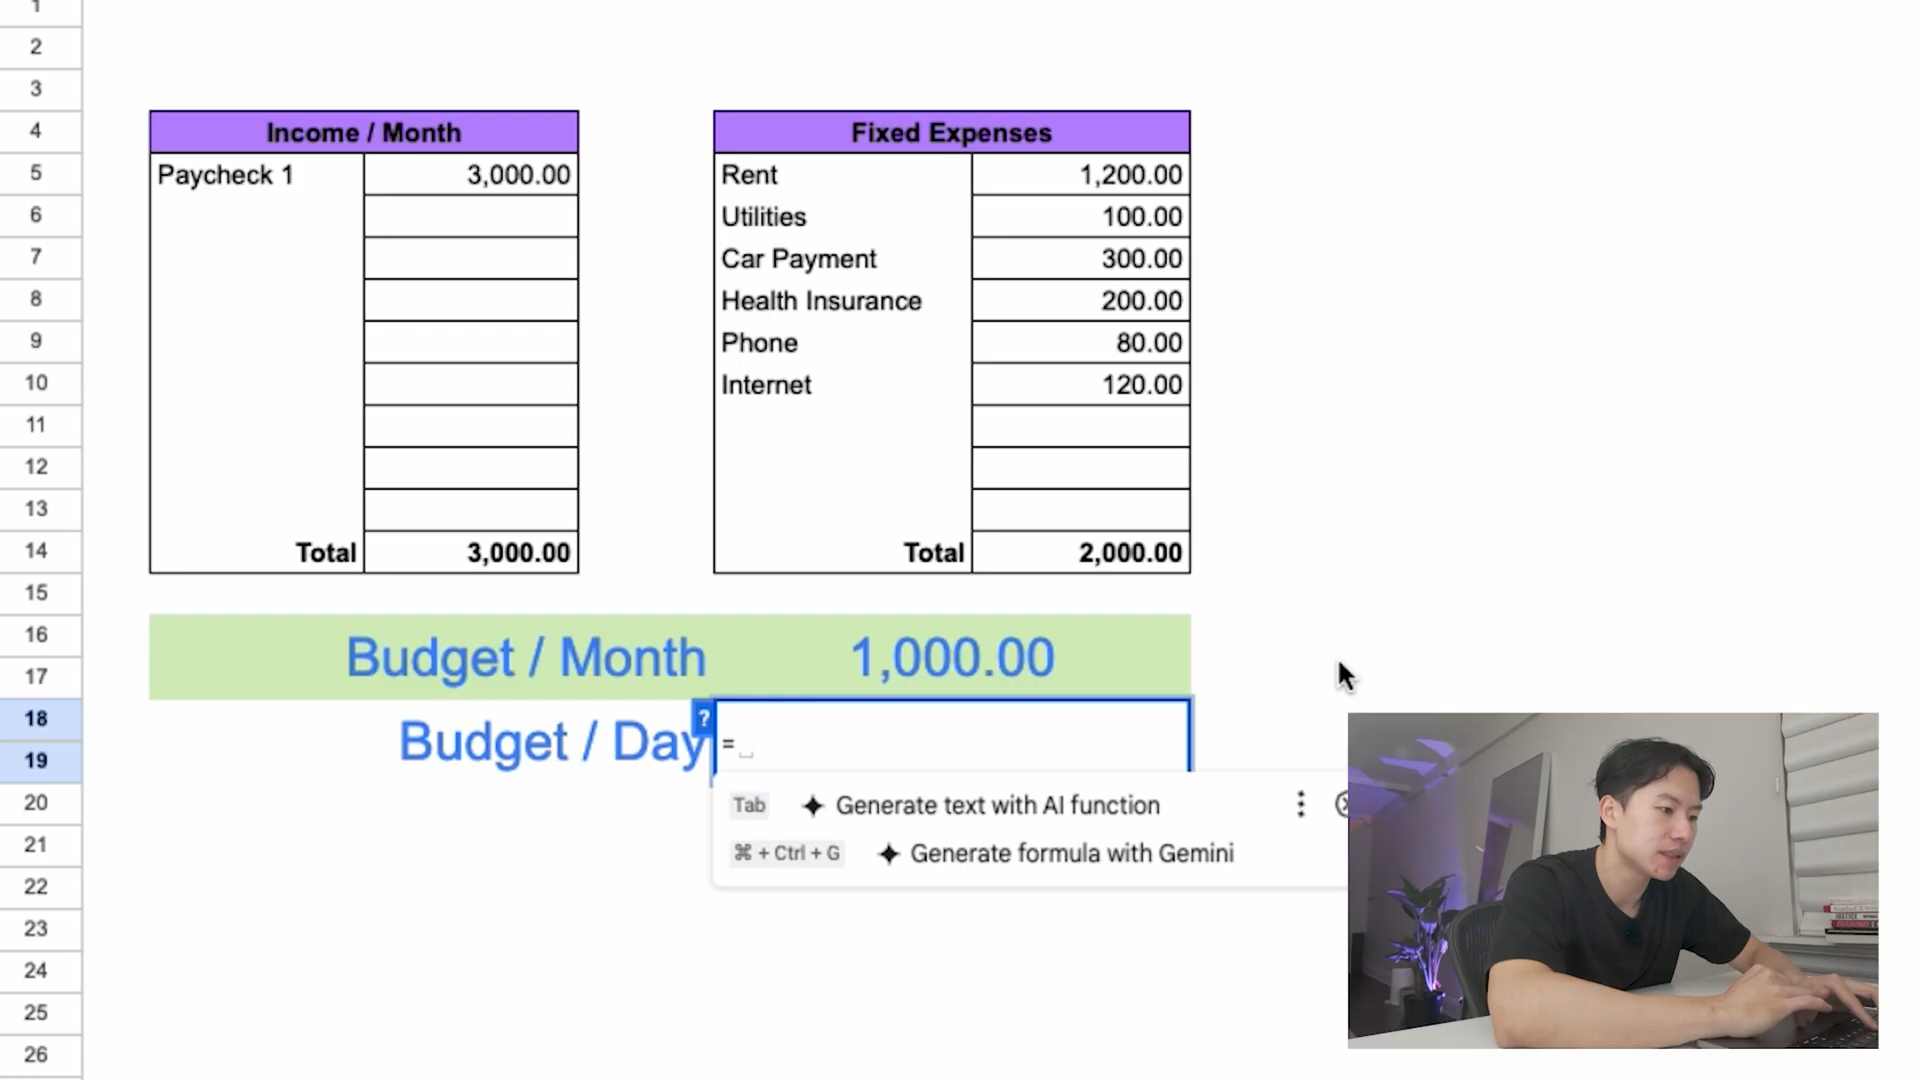 1
2
3
4 Income / Month Fixed Expenses
5 Paycheck 1 3,000.00 Rent 1,200.00
6 Utilities 100.00
7 Car Payment 300.00
8 Health Insurance 200.00
9 Phone 80.00
10 Internet 120.00
11
12
13
14 Total 3,000.00 Total 2,000.00
15
16 Budget / Month 1,000.00
17
18 Budget / Day ? =
19
20 Tab Generate text with AI function
21 ⌘ + Ctrl + G Generate formula with Gemini
22
23
24
25
26
JUSTICE